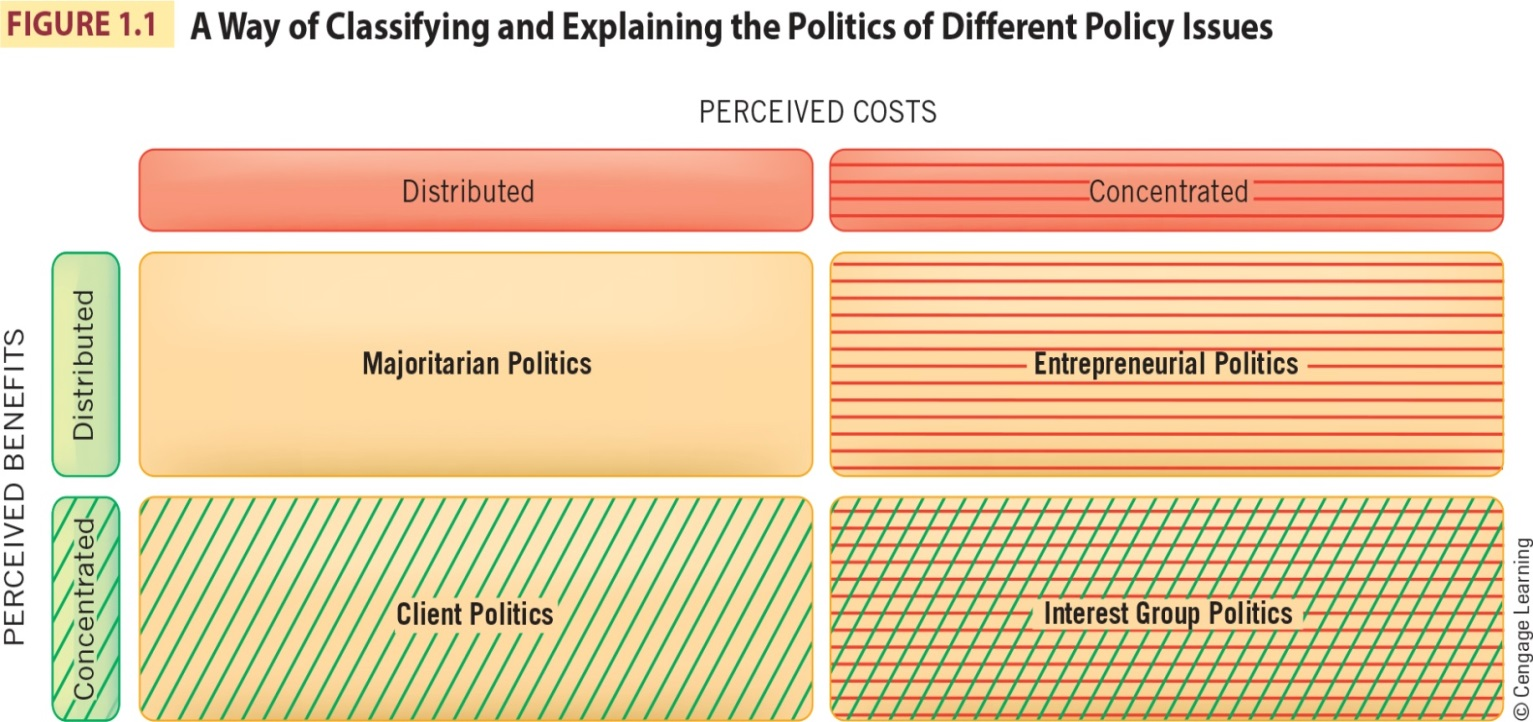 FIGURE 1.1 A Way of Classifying and Explaining the Politics of Different Policy Issues
PERCEIVED COSTS
Distributed
Concentrated
PERCEIVED BENEFITS
Distributed
Majoritarian Politics
Entrepreneurial Politics
Concentrated
Client Politics
Interest Group Politics
© Cengage Learning